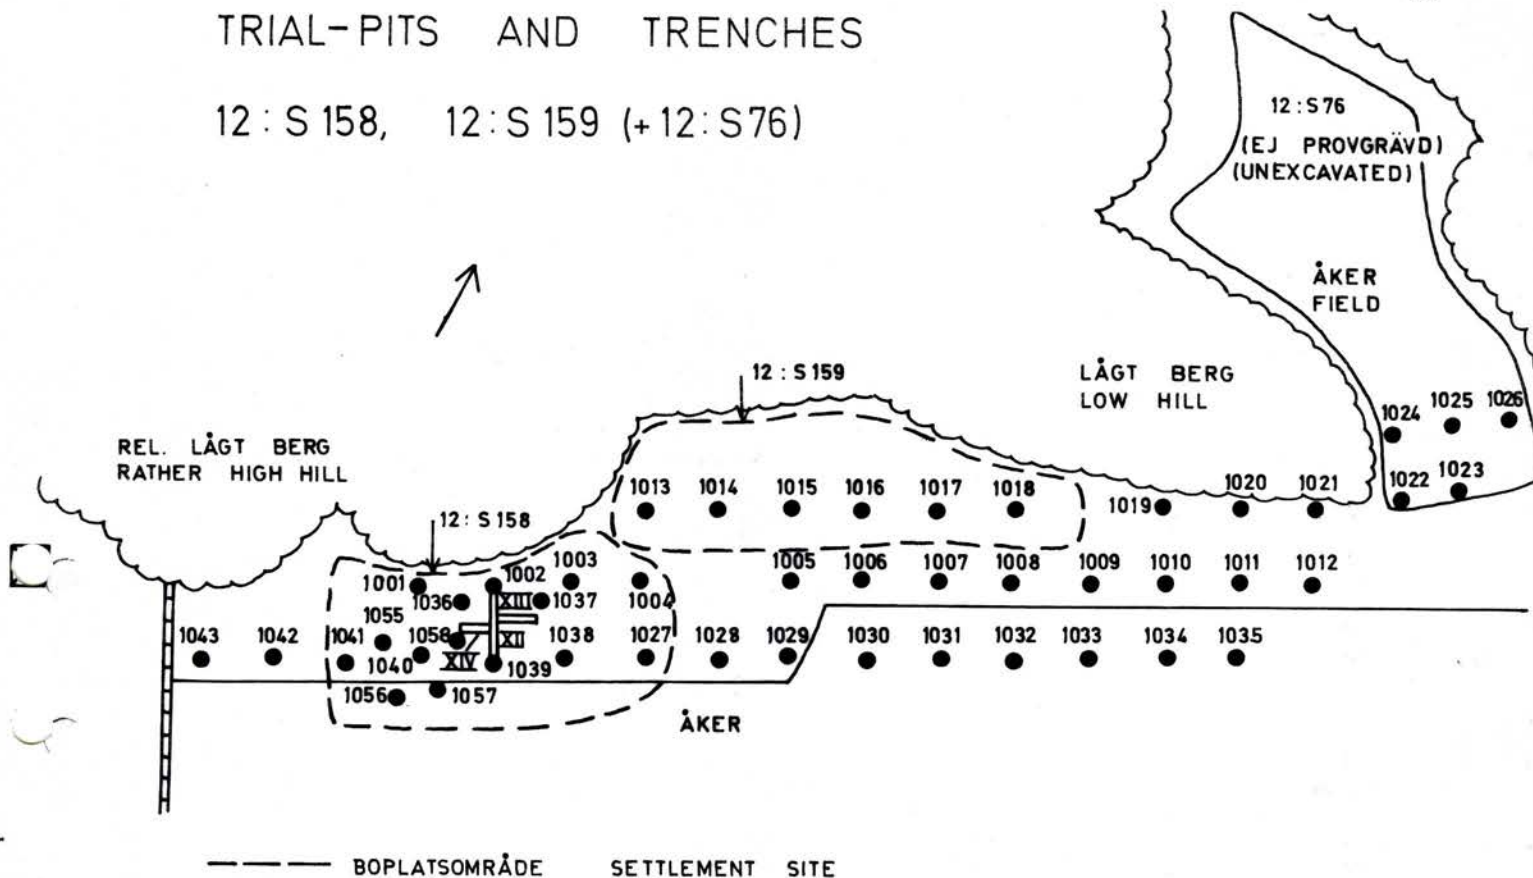 TRIAL-PITS AND TRENCHES
12 : S 158, 12 : S 159 (+ 12 : S 76)
12 : S 76
(EJ PROVGRÄVD)
(UNEXCAVATED)
ÅKER
FIELD
12 : S 159
LÅGT BERG
LOW HILL
REL. LÅGT BERG
RATHER HIGH HILL
12 : S 158
1024 1025 1026
1022 1023
1013 1014 1015 1016 1017 1018 1019 1020 1021
1001 1002 1003 1004 1005 1006 1007 1008 1009 1010 1011 1012
1055 1036 XIII 1037
1043 1042 1041 1040 1058 XIV XII 1039 1038 1027 1028 1029 1030 1031 1032 1033 1034 1035
1056 1057
ÅKER
BOPLATSOMRÅDE SETTLEMENT SITE